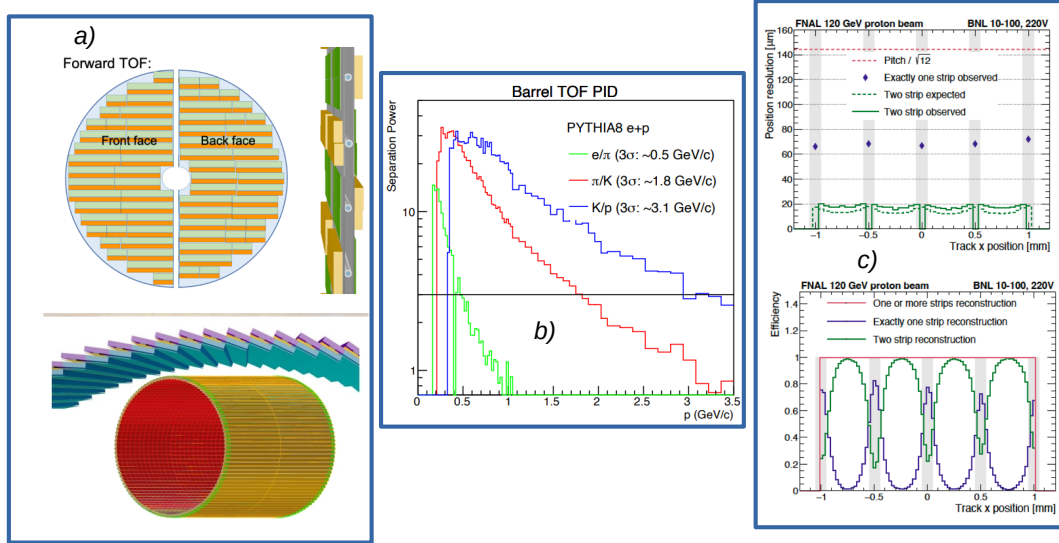 a)
Forward TOF:
Front face
Back face
Barrel TOF PID
Separation Power
PYTHIA8 e+p
e/π (3σ: ~0.5 GeV/c)
π/K (3σ: ~1.8 GeV/c)
K/p (3σ: ~3.1 GeV/c)
10
1
b)
0 0.5 1 1.5 2 2.5 3 3.5
p (GeV/c)
FNAL 120 GeV proton beam BNL 10-100, 220V
Position resolution [μm]
160
140
120
100
80
60
40
20
0
Pitch / √12
Exactly one strip observed
Two strip expected
Two strip observed
−1 −0.5 0 0.5 1
Track x position [mm]
c)
FNAL 120 GeV proton beam BNL 10-100, 220V
Efficiency
1.4
1.2
1
0.8
0.6
0.4
0.2
0
One or more strips reconstruction
Exactly one strip reconstruction
Two strip reconstruction
−1 −0.5 0 0.5 1
Track x position [mm]